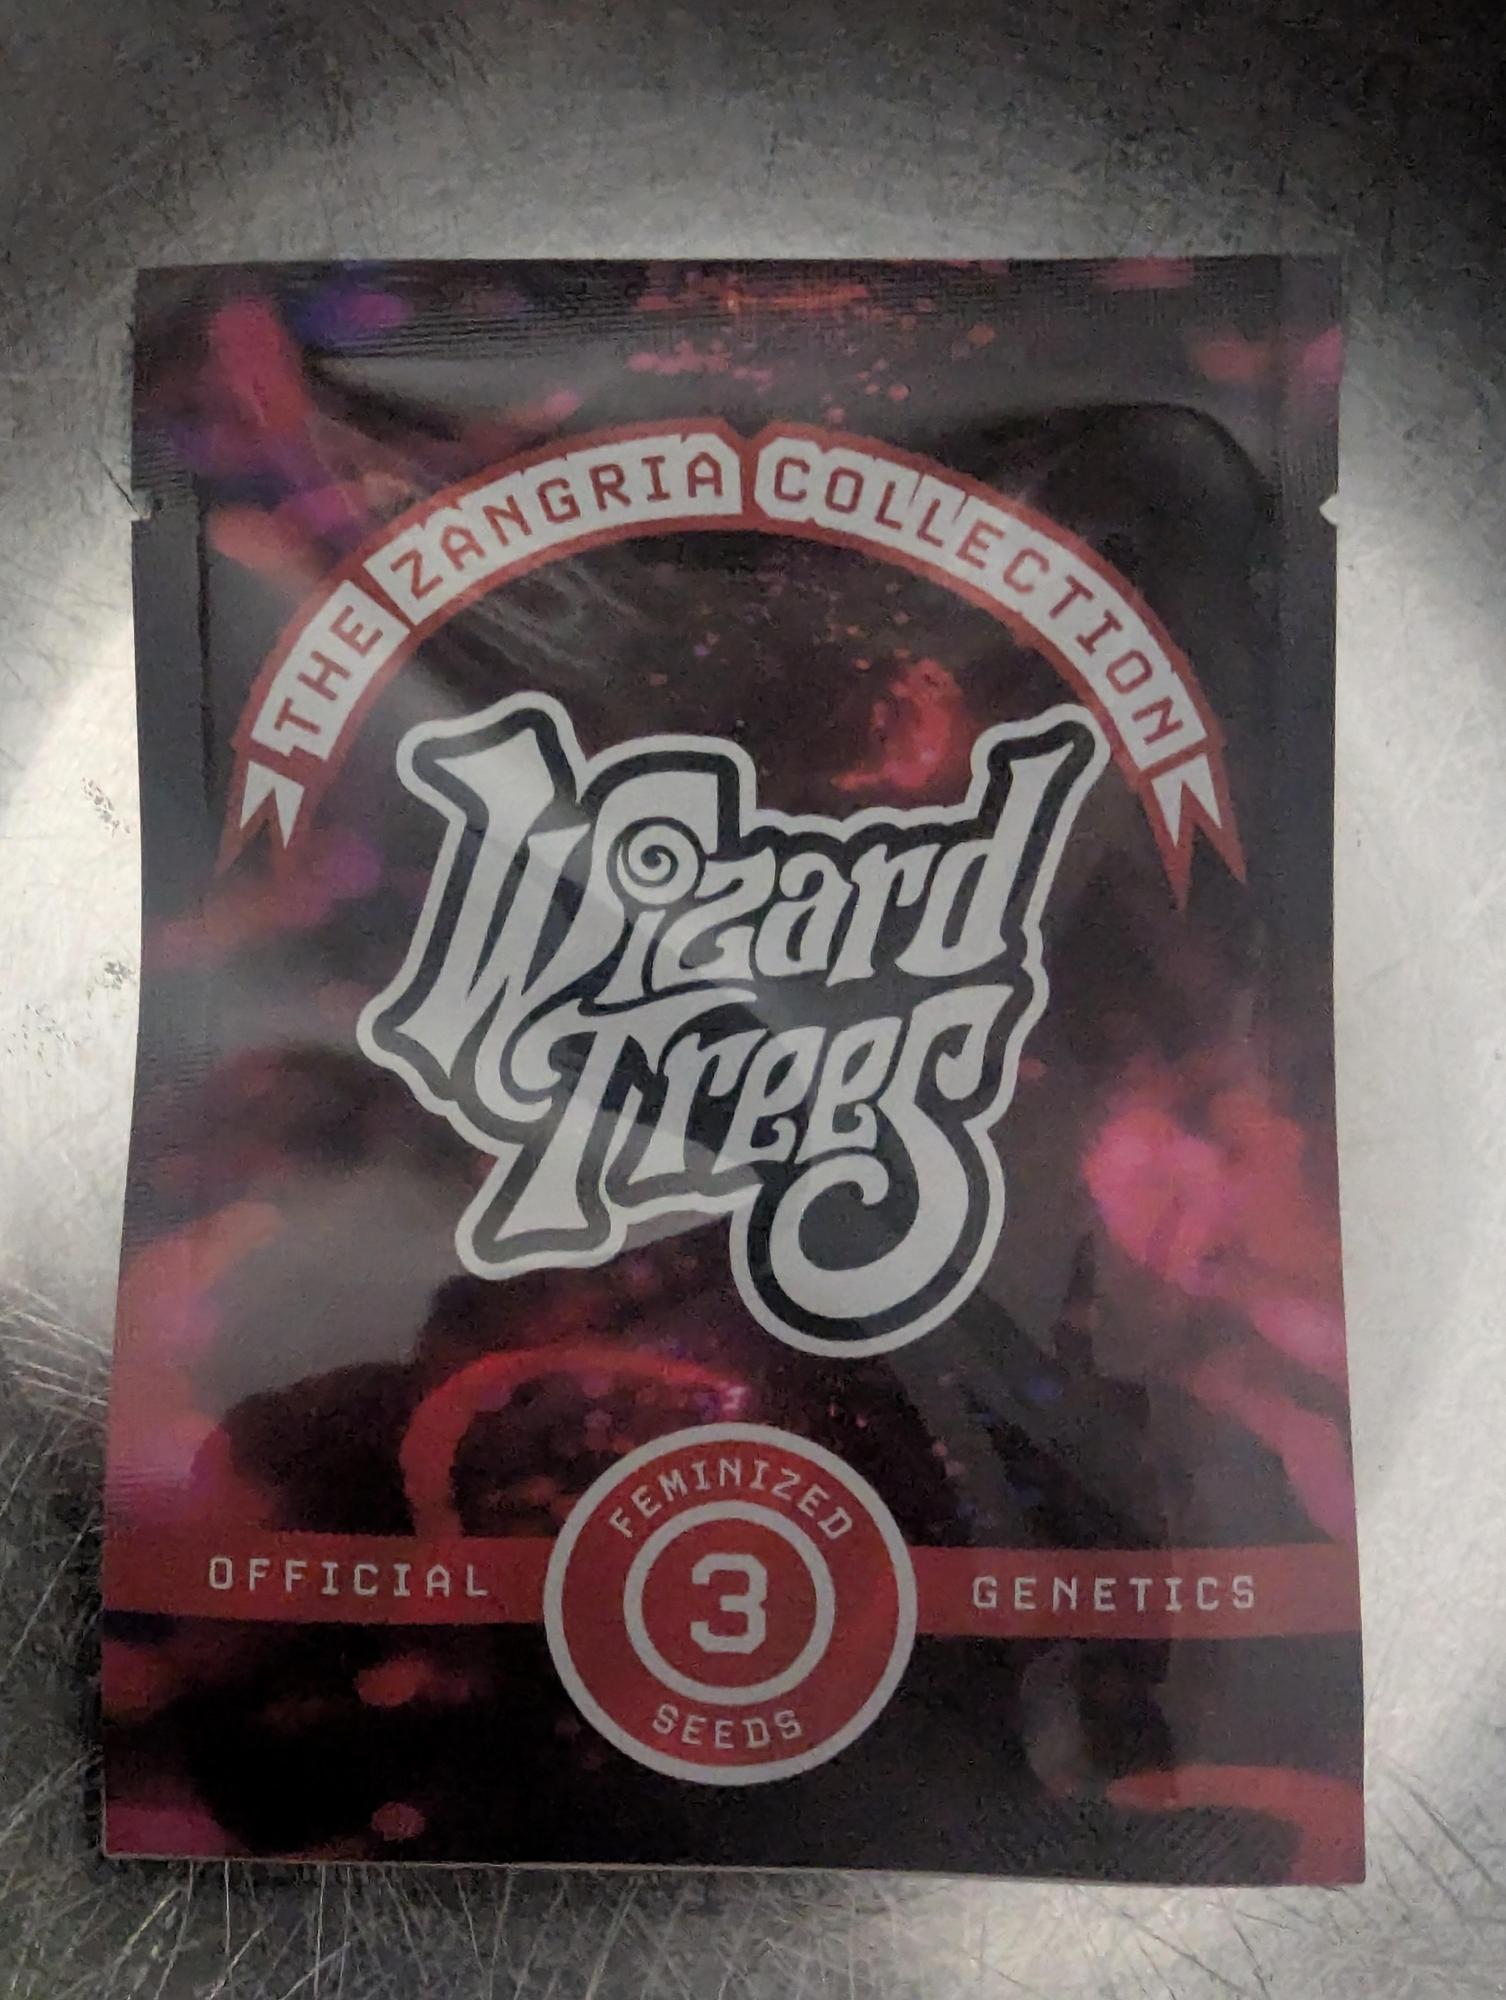 THE ZANGRIA COLLECTION
Wizard
Trees
FEMINIZED
OFFICIAL 3 GENETICS
SEEDS